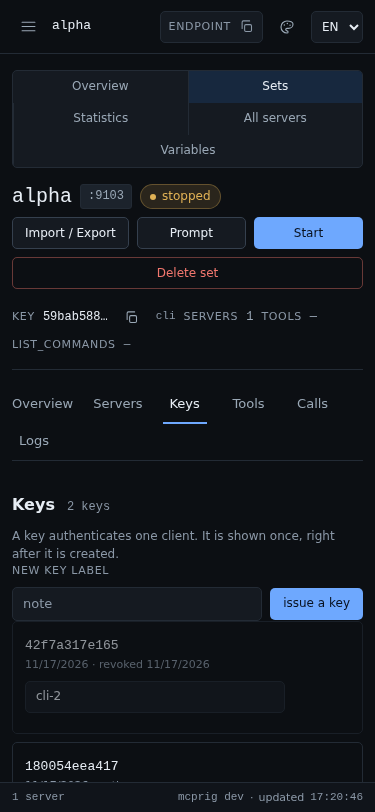 alpha ENDPOINT EN
Overview Sets
Statistics All servers
Variables
alpha :9103 stopped
Import / Export Prompt Start
Delete set
KEY 59bab588… cli SERVERS 1 TOOLS —
LIST_COMMANDS —
Overview Servers Keys Tools Calls
Logs
Keys 2 keys
A key authenticates one client. It is shown once, right
after it is created.
NEW KEY LABEL
note issue a key
42f7a317e165
11/17/2026 · revoked 11/17/2026
cli-2
180054eea417
1 server mcprig dev · updated 17:20:46